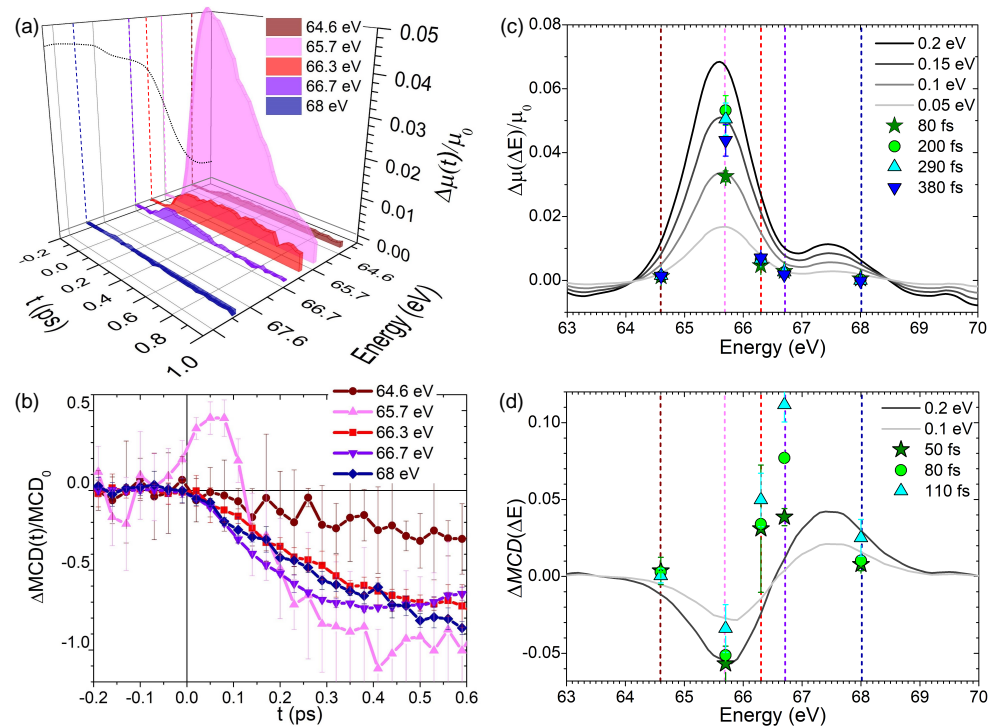 (a)
64.6 eV
65.7 eV
66.3 eV
66.7 eV
68 eV
0.05
0.04
0.03
0.02
0.01
0.00
Δμ(t)/μ0
-0.2
0.0
0.2
0.4
0.6
0.8
1.0
t (ps)
64.6
65.7
66.7
67.6
Energy (eV)
(b)
64.6 eV
65.7 eV
66.3 eV
66.7 eV
68 eV
0.5
0.0
-0.5
-1.0
ΔMCD(t)/MCD0
-0.2 -0.1 0.0 0.1 0.2 0.3 0.4 0.5 0.6
t (ps)
(c)
0.2 eV
0.15 eV
0.1 eV
0.05 eV
80 fs
200 fs
290 fs
380 fs
0.08
0.06
0.04
0.02
0.00
Δμ(ΔE)/μ0
63 64 65 66 67 68 69 70
Energy (eV)
(d)
0.2 eV
0.1 eV
50 fs
80 fs
110 fs
0.10
0.05
0.00
-0.05
ΔMCD(ΔE)
63 64 65 66 67 68 69 70
Energy (eV)